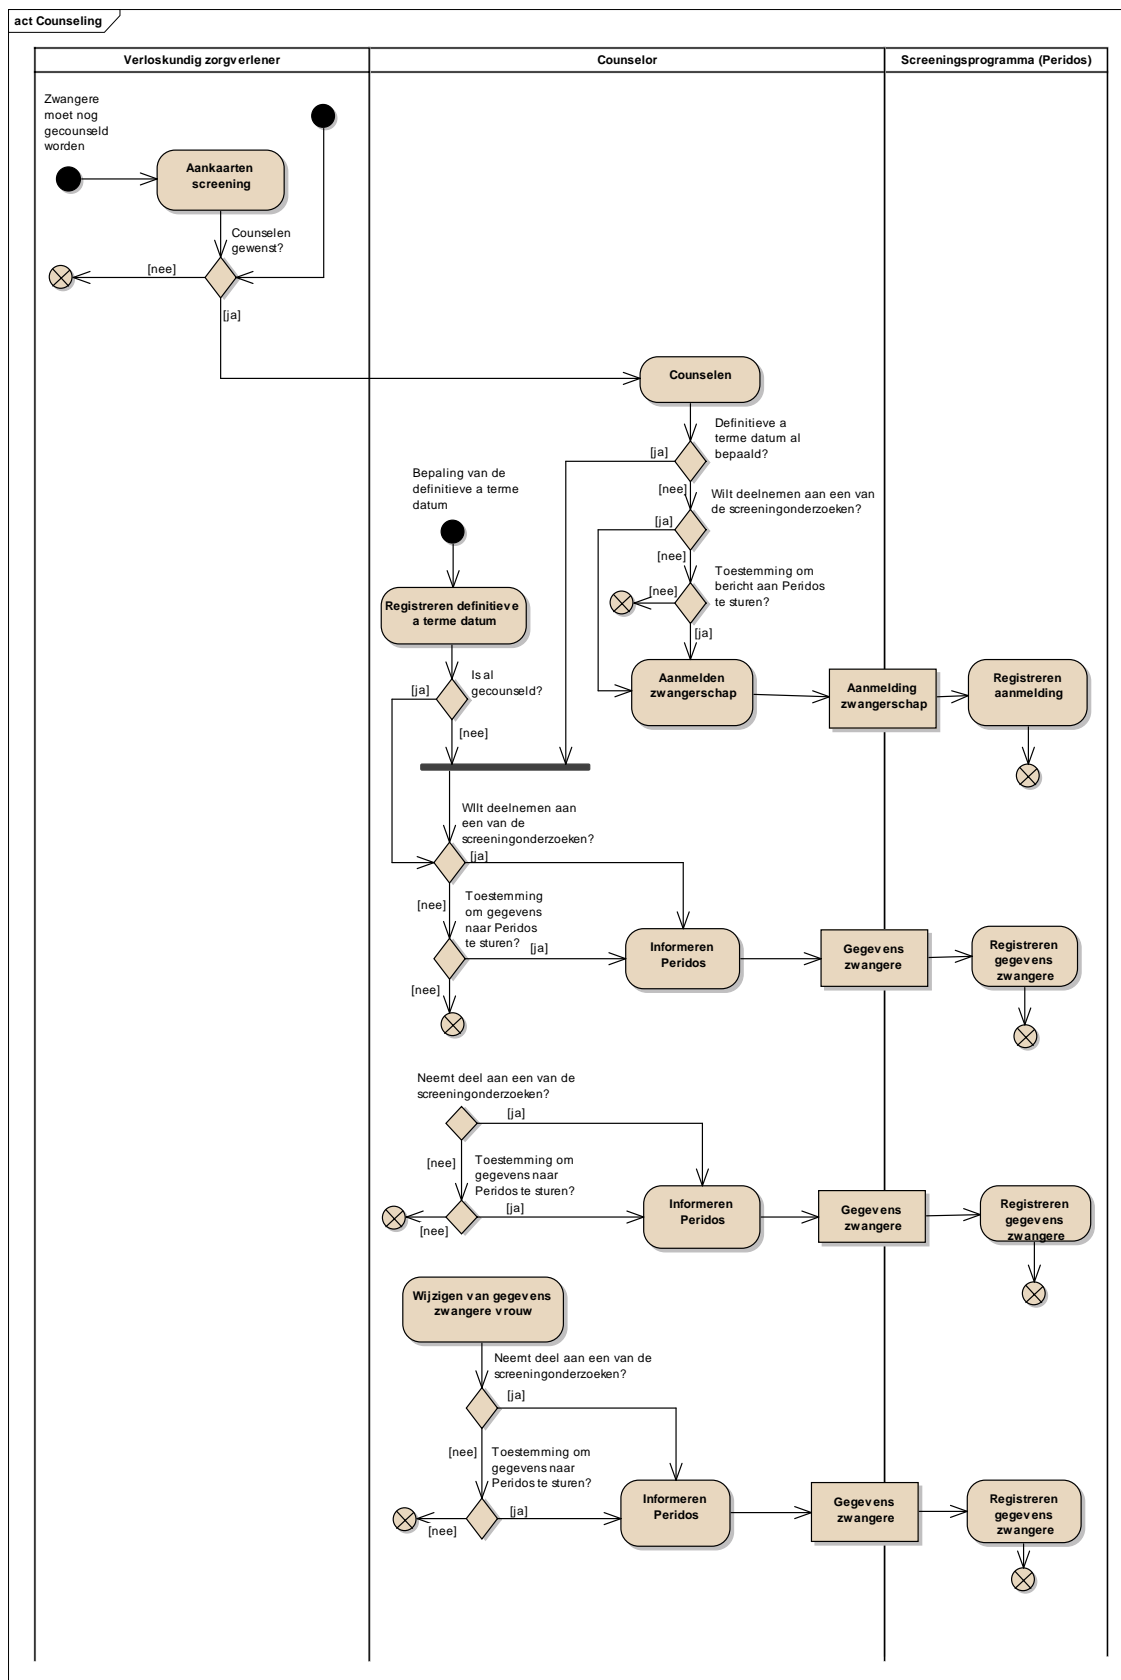 act Counseling
Verloskundig zorgverlener
Counselor
Screeningsprogramma (Peridos)
Zwangere
moet nog
gecounseld
worden
Aankaarten
screening
Counselen
gewenst?
[nee]
[ja]
Counselen
Definitieve a
terme datum al
bepaald?
[ja]
[nee]
Wilt deelnemen aan een van
de screeningonderzoeken?
[ja]
[nee]
Toestemming om
bericht aan Peridos
te sturen?
[nee]
[ja]
Bepaling van de
definitieve a terme
datum
Registreren definitieve
a terme datum
Is al
gecounseld?
[ja]
[nee]
Aanmelden
zwangerschap
Aanmelding
zwangerschap
Registreren
aanmelding
WIlt deelnemen aan
een van de
screeningonderzoeken?
[ja]
[nee]
Toestemming
om gegevens
naar Peridos
te sturen?
[ja]
[nee]
Informeren
Peridos
Gegevens
zwangere
Registreren
gegevens
zwangere
Neemt deel aan een van de
screeningonderzoeken?
[ja]
[nee]
Toestemming om
gegevens naar
Peridos te sturen?
[ja]
[nee]
Informeren
Peridos
Gegevens
zwangere
Registreren
gegevens
zwangere
Wijzigen van gegevens
zwangere vrouw
Neemt deel aan een van de
screeningonderzoeken?
[ja]
[nee]
Toestemming om
gegevens naar
Peridos te sturen?
[ja]
[nee]
Informeren
Peridos
Gegevens
zwangere
Registreren
gegevens
zwangere